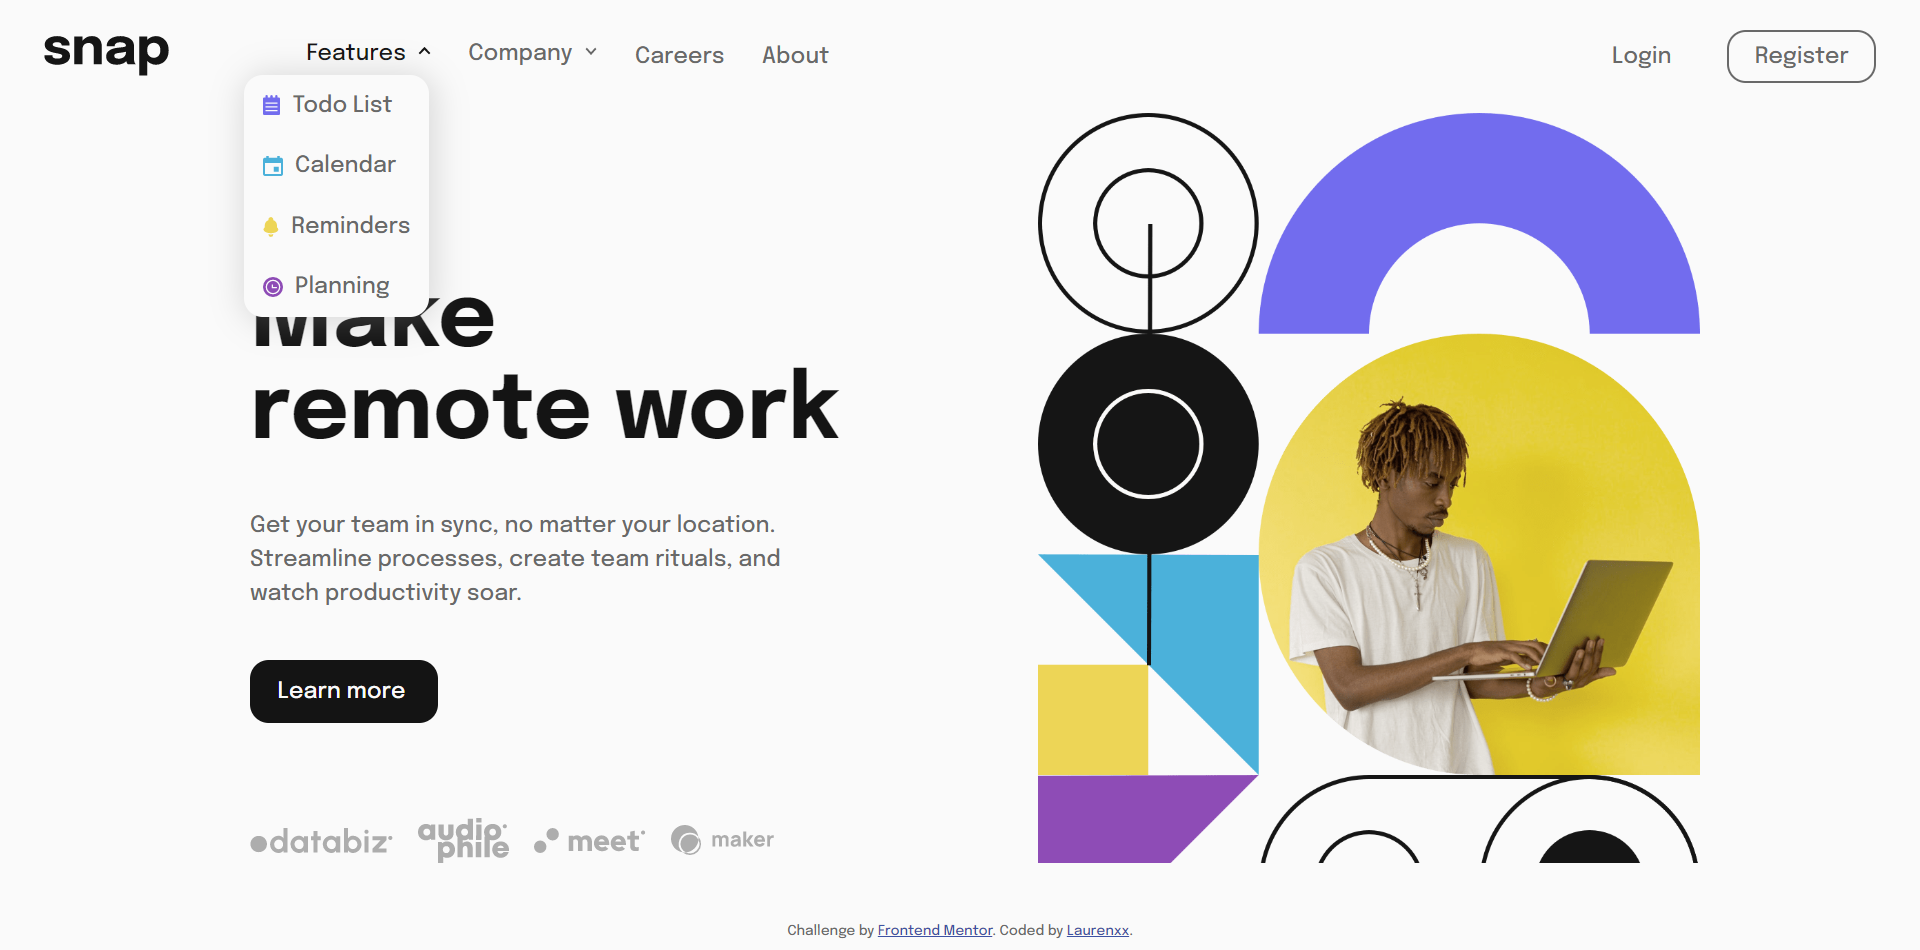 snap
Features
Company
Careers
About
Login
Register
Todo List
Calendar
Reminders
Planning
Make
remote work
Get your team in sync, no matter your location.
Streamline processes, create team rituals, and
watch productivity soar.
Learn more
databiz
audio
phile
meet
maker
Challenge by Frontend Mentor. Coded by Laurenxx.